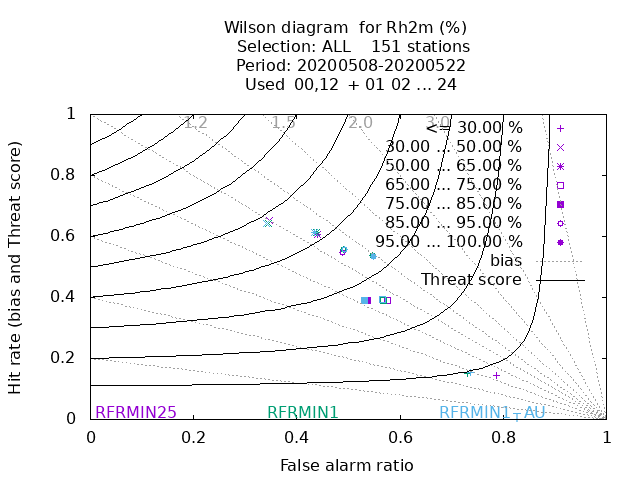 Wilson diagram  for Rh2m (%)
Selection: ALL    151 stations
Period: 20200508-20200522
Used  00,12  + 01 02 ... 24
1.2 1.5 2.0 3.0
<= 30.00 %
30.00 ... 50.00 %
50.00 ... 65.00 %
65.00 ... 75.00 %
75.00 ... 85.00 %
85.00 ... 95.00 %
95.00 ... 100.00 %
bias
Threat score
1
0.8
0.6
0.4
0.2
0
Hit rate (bias and Threat score)
RFRMIN25 RFRMIN1 RFRMIN1_AU
0 0.2 0.4 0.6 0.8 1
False alarm ratio